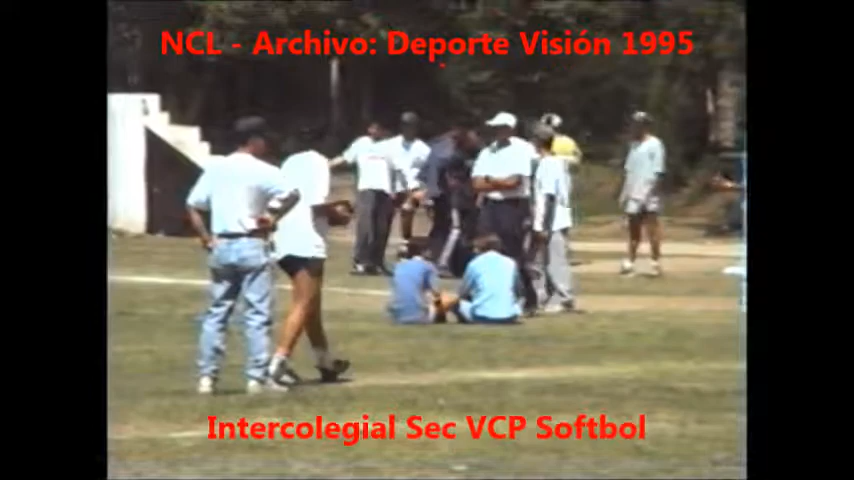 NCL - Archivo: Deporte Visión 1995
Intercolegial Sec VCP Softbol